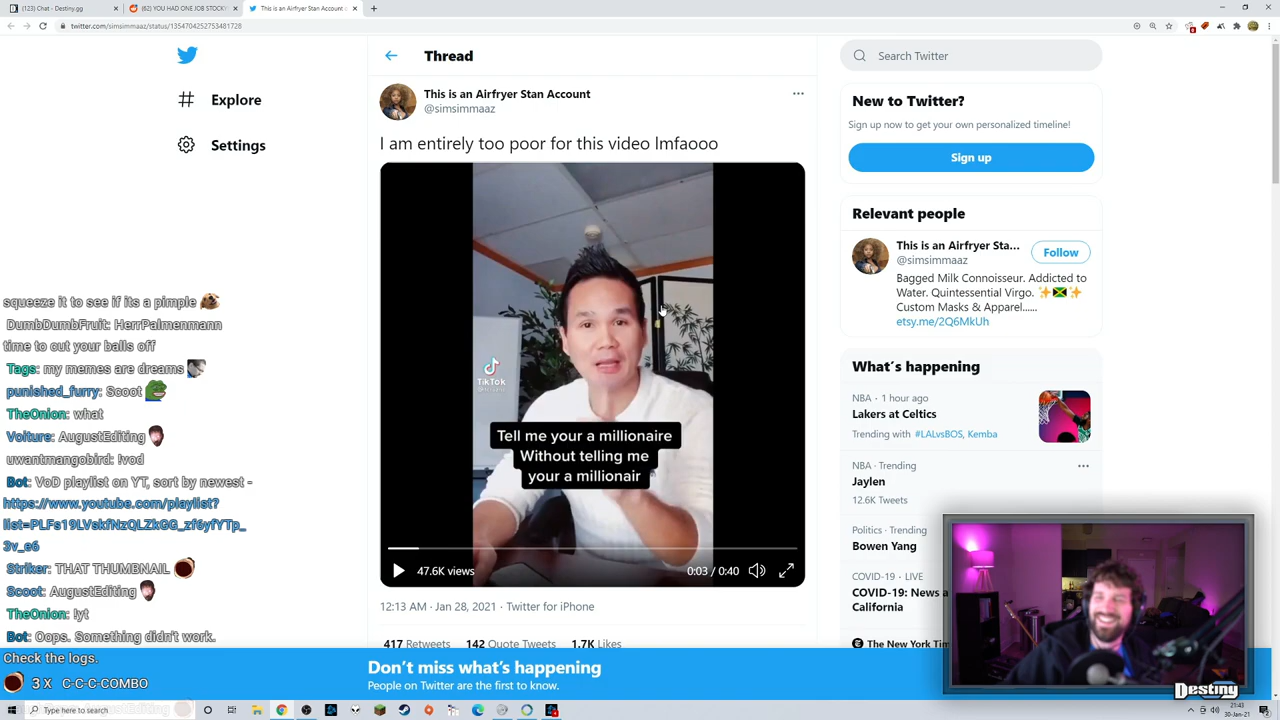 (123) Chat - Destiny.gg
(62) YOU HAD ONE JOB STOCK
This is an Airfryer Stan Account
twitter.com/simsimmaaz/status/1354704252753481728
Explore
Settings
Thread
This is an Airfryer Stan Account
@simsimmaaz
I am entirely too poor for this video lmfaooo
TikTok
Tell me your a millionaire
Without telling me
your a millionair
47.6K views
0:03 / 0:40
12:13 AM · Jan 28, 2021 · Twitter for iPhone
417 Retweets 142 Quote Tweets 1.7K Likes
Search Twitter
New to Twitter?
Sign up now to get your own personalized timeline!
Sign up
Relevant people
This is an Airfryer Sta...
@simsimmaaz
Follow
Bagged Milk Connoisseur. Addicted to
Water. Quintessential Virgo.
Custom Masks & Apparel......
etsy.me/2Q6MkUh
What's happening
NBA · 1 hour ago
Lakers at Celtics
Trending with #LALvsBOS, Kemba
NBA · Trending
Jaylen
12.6K Tweets
Politics · Trending
Bowen Yang
COVID-19 · LIVE
COVID-19: News a
California
The New York Tim
squeeze it to see if its a pimple
DumbDumbFruit: HerrPalmenmann
time to cut your balls off
Tags: my memes are dreams
punished_furry: Scoot
TheOnion: what
Voiture: AugustEditing
uwantmangobird: !vod
Bot: VoD playlist on YT, sort by newest -
https://www.youtube.com/playlist?
list=PLFs19LVskfNzQLZkGG_zf6yfYTp_
3v_e6
Striker: THAT THUMBNAIL
Scoot: AugustEditing
TheOnion: !yt
Bot: Oops. Something didn't work.
Check the logs.
3 X C-C-C-COMBO
Don't miss what's happening
People on Twitter are the first to know.
Destiny
Type here to search
21:43
30-Jan-21